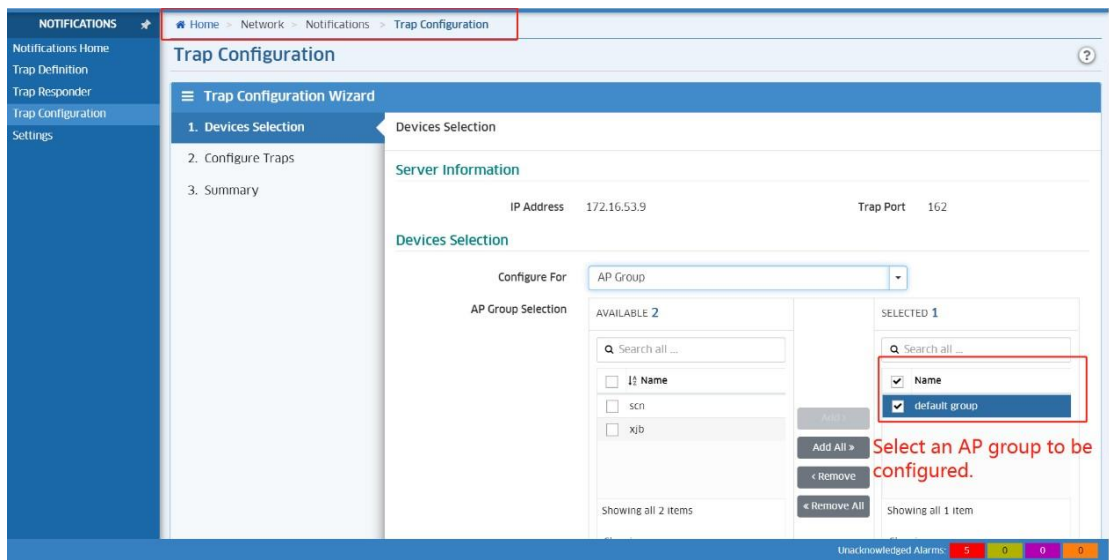 NOTIFICATIONS
Home > Network > Notifications > Trap Configuration
Notifications Home
Trap Definition
Trap Responder
Trap Configuration
Settings
Trap Configuration
?
Trap Configuration Wizard
1. Devices Selection
2. Configure Traps
3. Summary
Devices Selection
Server Information
IP Address 172.16.53.9 Trap Port 162
Devices Selection
Configure For AP Group
AP Group Selection
AVAILABLE 2
Search all ...
Name
scn
xjb
Showing all 2 items
Add >
Add All »
< Remove
« Remove All
SELECTED 1
Search all ...
Name
default group
Select an AP group to be
configured.
Showing all 1 item
Unacknowledged Alarms: 5 0 0 0